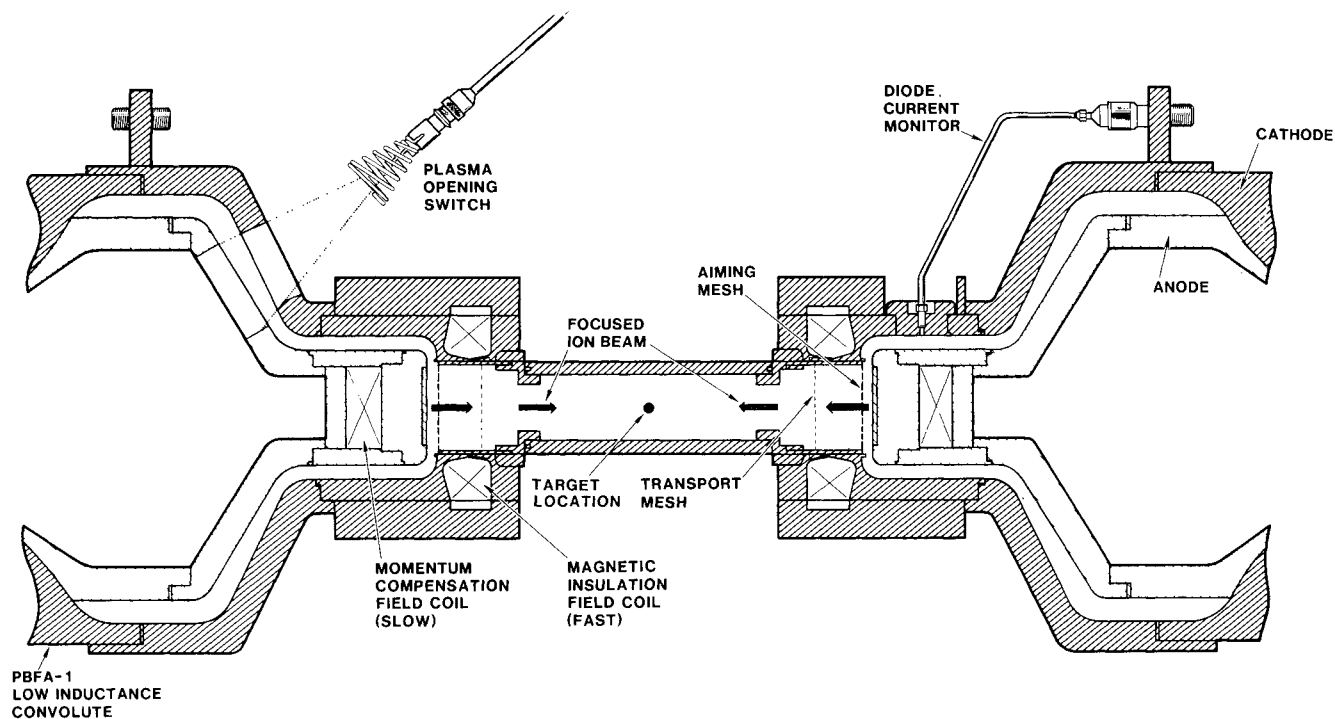 DIODE.
CURRENT
MONITOR
CATHODE
PLASMA
OPENING
SWITCH
AIMING
MESH
ANODE
FOCUSED
ION BEAM
TARGET
LOCATION
TRANSPORT
MESH
MOMENTUM
COMPENSATION
FIELD COIL
(SLOW)
MAGNETIC
INSULATION
FIELD COIL
(FAST)
PBFA-1
LOW INDUCTANCE
CONVOLUTE